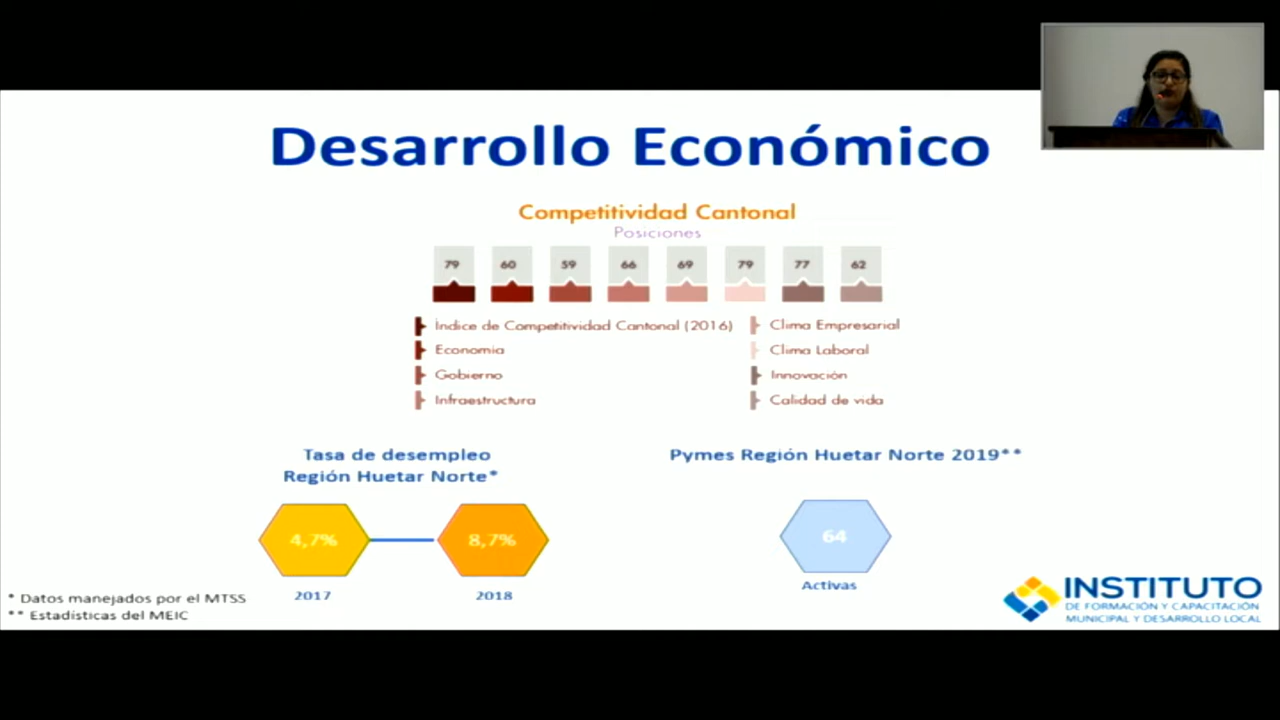 Desarrollo Económico
Competitividad Cantonal
Posiciones
79 60 59 66 69 79 77 62
Índice de Competitividad Cantonal (2016)
Economía
Gobierno
Infraestructura
Clima Empresarial
Clima Laboral
Innovación
Calidad de vida
Tasa de desempleo
Región Huetar Norte*
4,7% 8,7%
2017 2018
Pymes Región Huetar Norte 2019**
64
Activas
* Datos manejados por el MTSS
** Estadísticas del MEIC
INSTITUTO
DE FORMACIÓN Y CAPACITACIÓN
MUNICIPAL Y DESARROLLO LOCAL